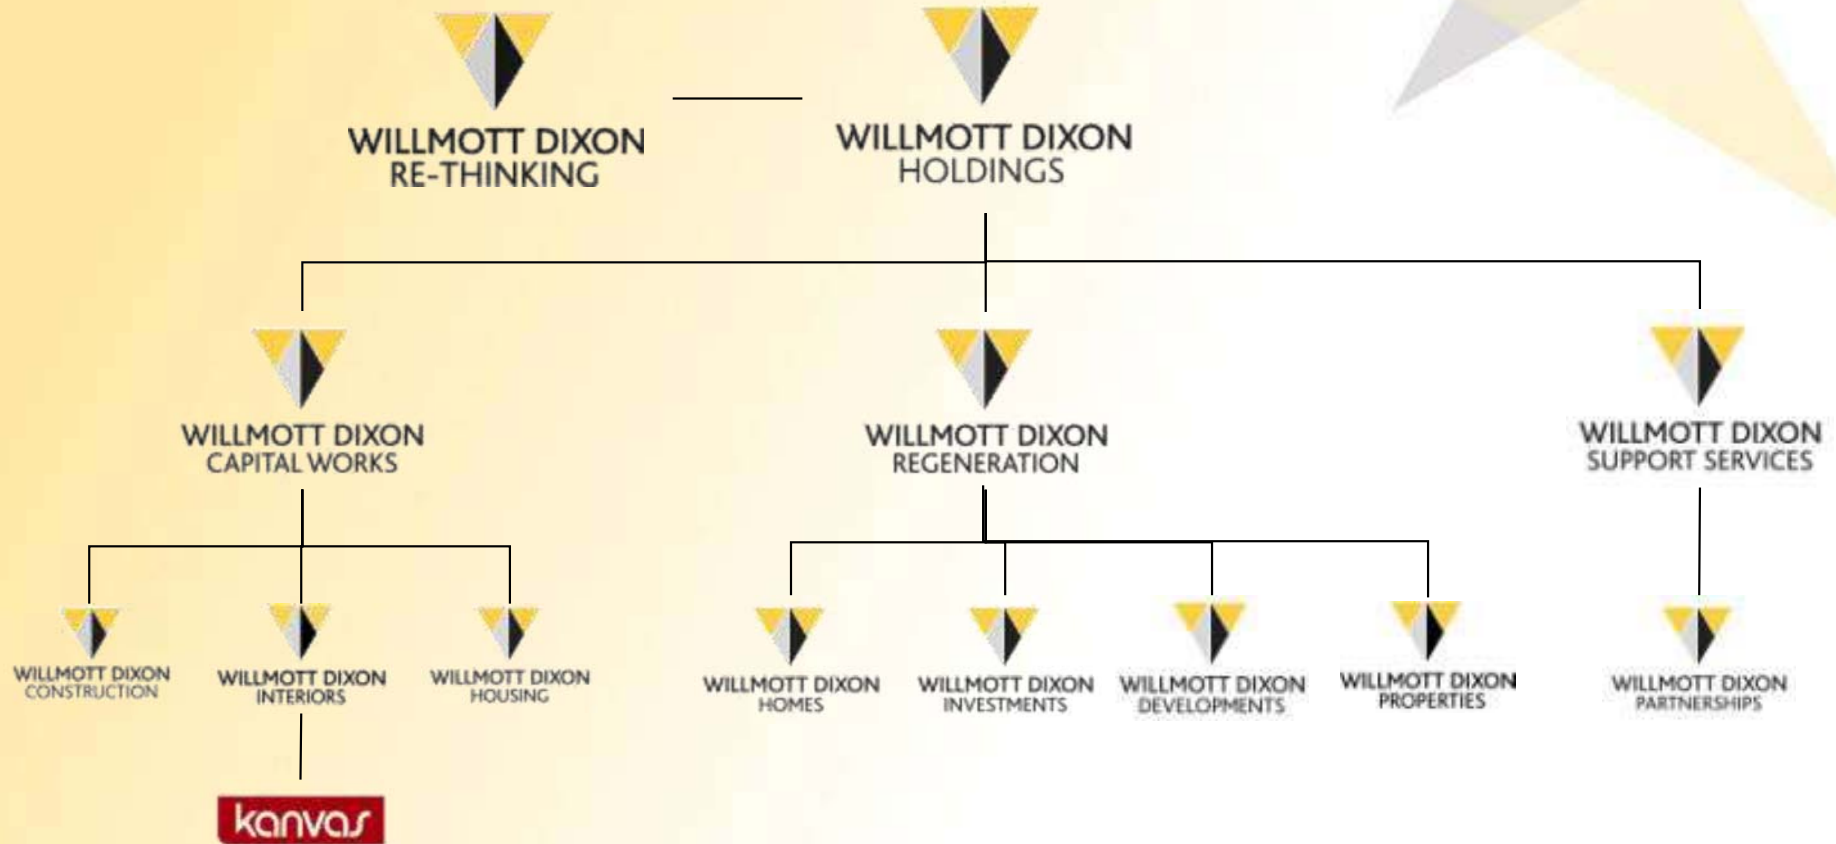 WILLMOTT DIXON
RE-THINKING
WILLMOTT DIXON
HOLDINGS
WILLMOTT DIXON
CAPITAL WORKS
WILLMOTT DIXON
REGENERATION
WILLMOTT DIXON
SUPPORT SERVICES
WILLMOTT DIXON
CONSTRUCTION
WILLMOTT DIXON
INTERIORS
WILLMOTT DIXON
HOUSING
WILLMOTT DIXON
HOMES
WILLMOTT DIXON
INVESTMENTS
WILLMOTT DIXON
DEVELOPMENTS
WILLMOTT DIXON
PROPERTIES
WILLMOTT DIXON
PARTNERSHIPS
kanvas